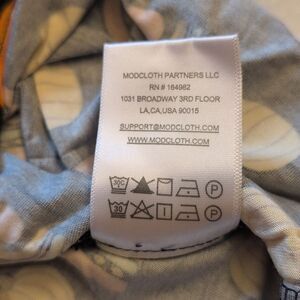 MODCLOTH PARTNERS LLC
RN # 164982
1031 BROADWAY 3RD FLOOR
LA,CA,USA 90015
SUPPORT@MODCLOTH.COM
WWW.MODCLOTH.COM
30C P
30 P